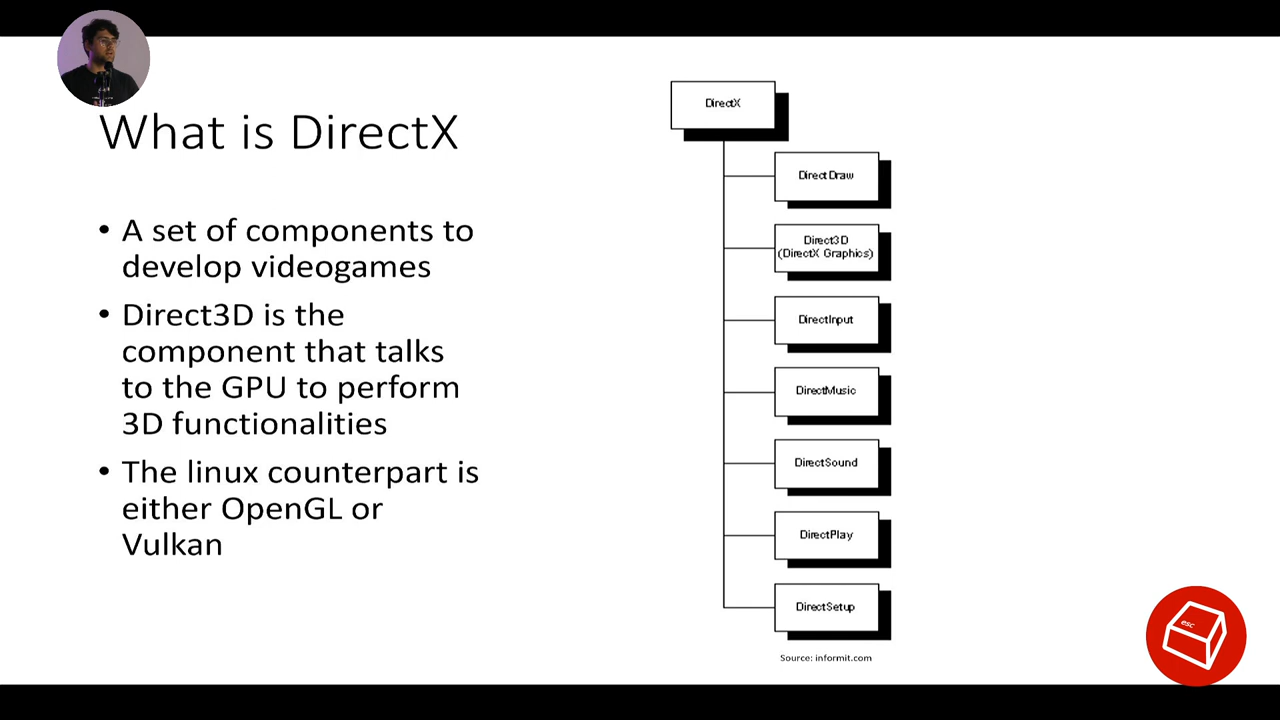 What is DirectX
• A set of components to
develop videogames
• Direct3D is the
component that talks
to the GPU to perform
3D functionalities
• The linux counterpart is
either OpenGL or
Vulkan
DirectX
DirectDraw
Direct3D
(DirectX Graphics)
DirectInput
DirectMusic
DirectSound
DirectPlay
DirectSetup
Source: informit.com
esc